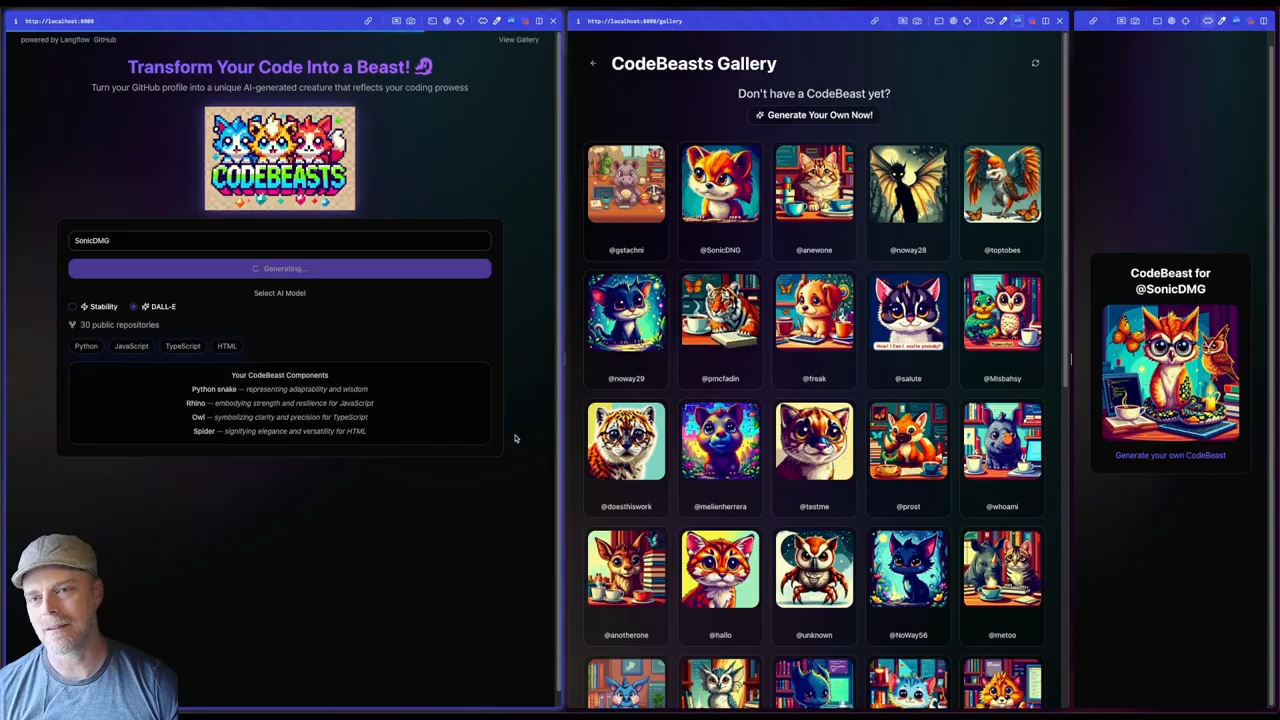 http://localhost:8080
powered by Langflow GitHub
View Gallery
Transform Your Code Into a Beast!
Turn your GitHub profile into a unique AI-generated creature that reflects your coding prowess
CODEBEASTS
SonicDMG
Generating...
Select AI Model
Stability
DALL-E
30 public repositories
Python JavaScript TypeScript HTML
Your CodeBeast Components
Python snake — representing adaptability and wisdom
Rhino — embodying strength and resilience for JavaScript
Owl — symbolizing clarity and precision for TypeScript
Spider — signifying elegance and versatility for HTML
http://localhost:8080/gallery
CodeBeasts Gallery
Don't have a CodeBeast yet?
Generate Your Own Now!
@gstachni @SonicDNG @anewone @noway28 @toptobes
@noway29 @pmcfadin @freak @salute @Misbahsy
@doesthiswork @melienherrera @testme @prost @whoami
@anotherone @hallo @unknown @NoWay56 @metoo
CodeBeast for
@SonicDMG
Generate your own CodeBeast